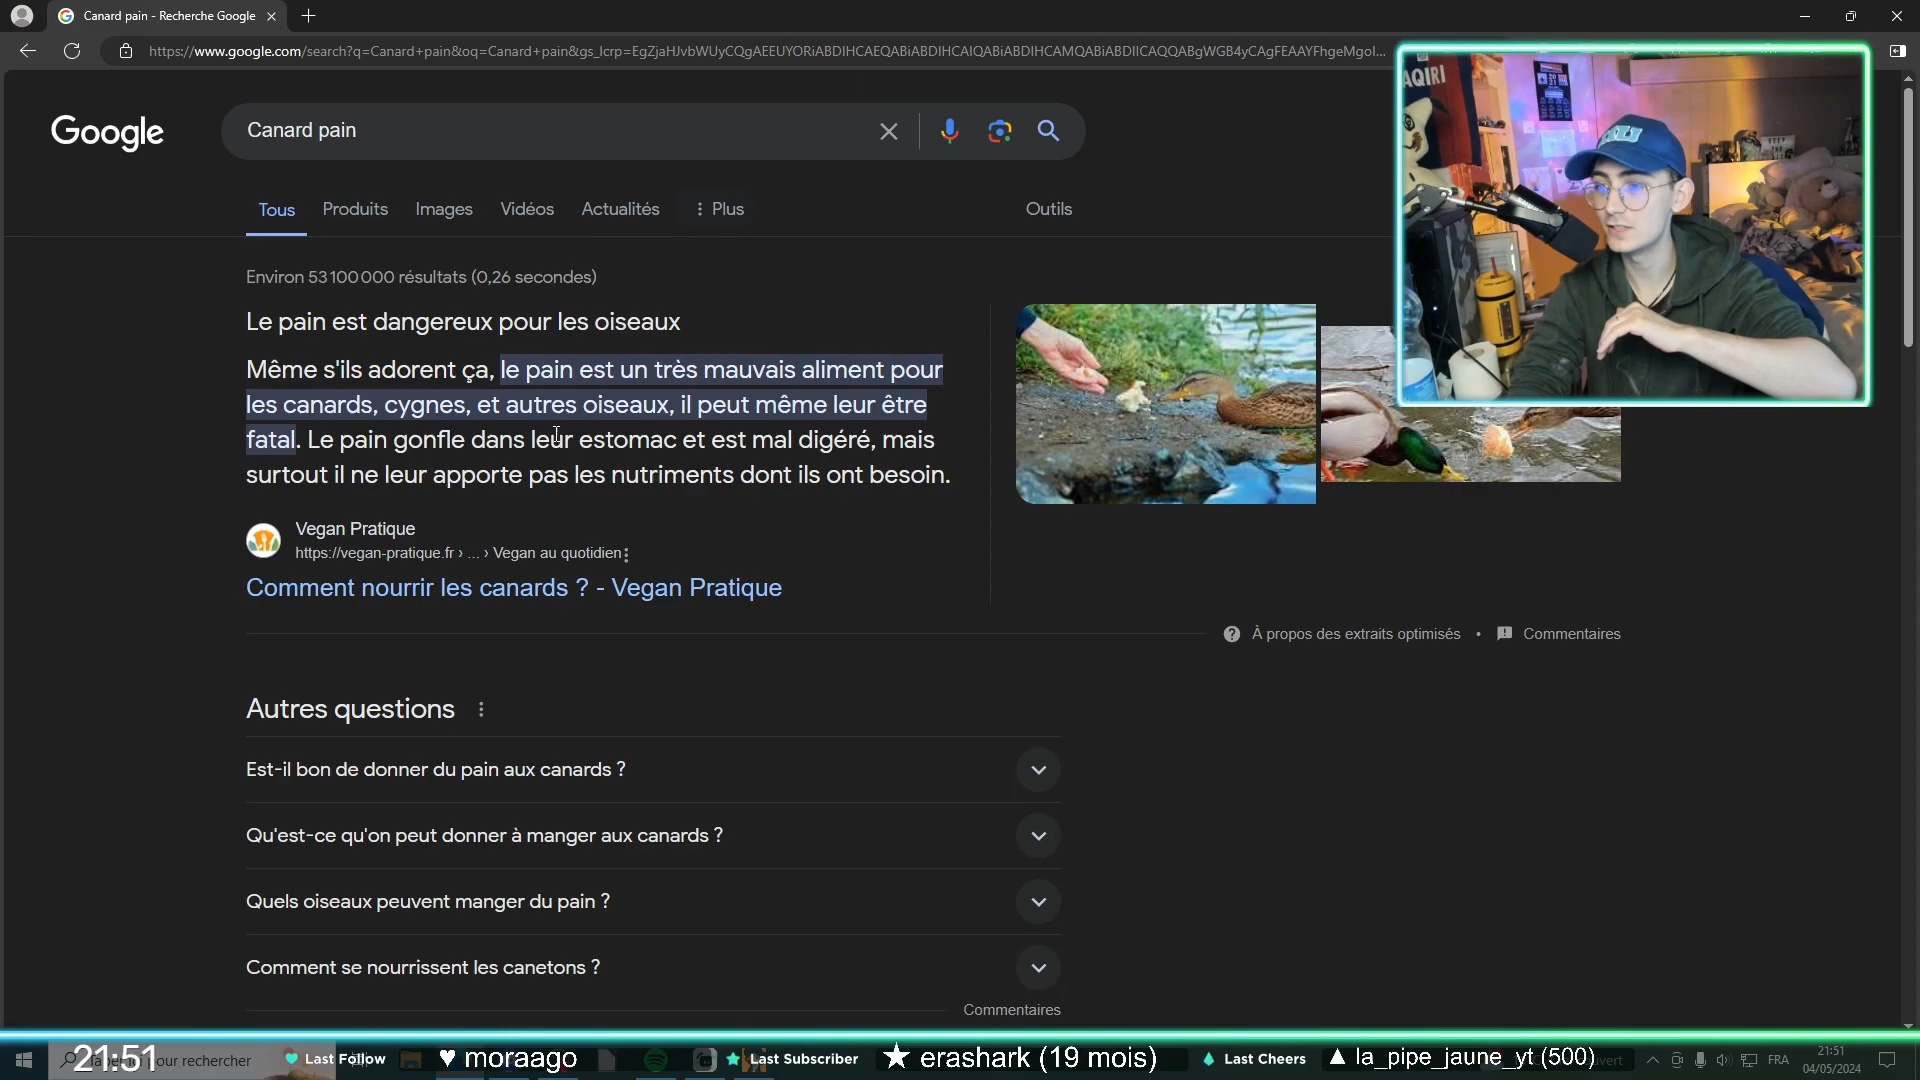 Canard pain - Recherche Google
https://www.google.com/search?q=Canard+pain&oq=Canard+pain&gs_lcrp=EgZjaHJvbWUyCQgAEEUYORiABDIHCAEQABiABDIHCAIQABiABDIHCAMQABiABDIICAQQABgWGB4yCAgFEAAYFhgeMgol...
AQIRI
Google
Canard pain
Tous
Produits
Images
Vidéos
Actualités
Plus
Outils
Environ 53 100 000 résultats (0,26 secondes)
Le pain est dangereux pour les oiseaux
Même s'ils adorent ça, le pain est un très mauvais aliment pour
les canards, cygnes, et autres oiseaux, il peut même leur être
fatal. Le pain gonfle dans leur estomac et est mal digéré, mais
surtout il ne leur apporte pas les nutriments dont ils ont besoin.
Vegan Pratique
https://vegan-pratique.fr › ... › Vegan au quotidien
Comment nourrir les canards ? - Vegan Pratique
À propos des extraits optimisés • Commentaires
Autres questions
Est-il bon de donner du pain aux canards ?
Qu'est-ce qu'on peut donner à manger aux canards ?
Quels oiseaux peuvent manger du pain ?
Comment se nourrissent les canetons ?
Commentaires
21:51
pour rechercher
Last Follow
moraago
Last Subscriber
erashark (19 mois)
Last Cheers
la_pipe_jaune_yt (500)
FRA
21:51
04/05/2024